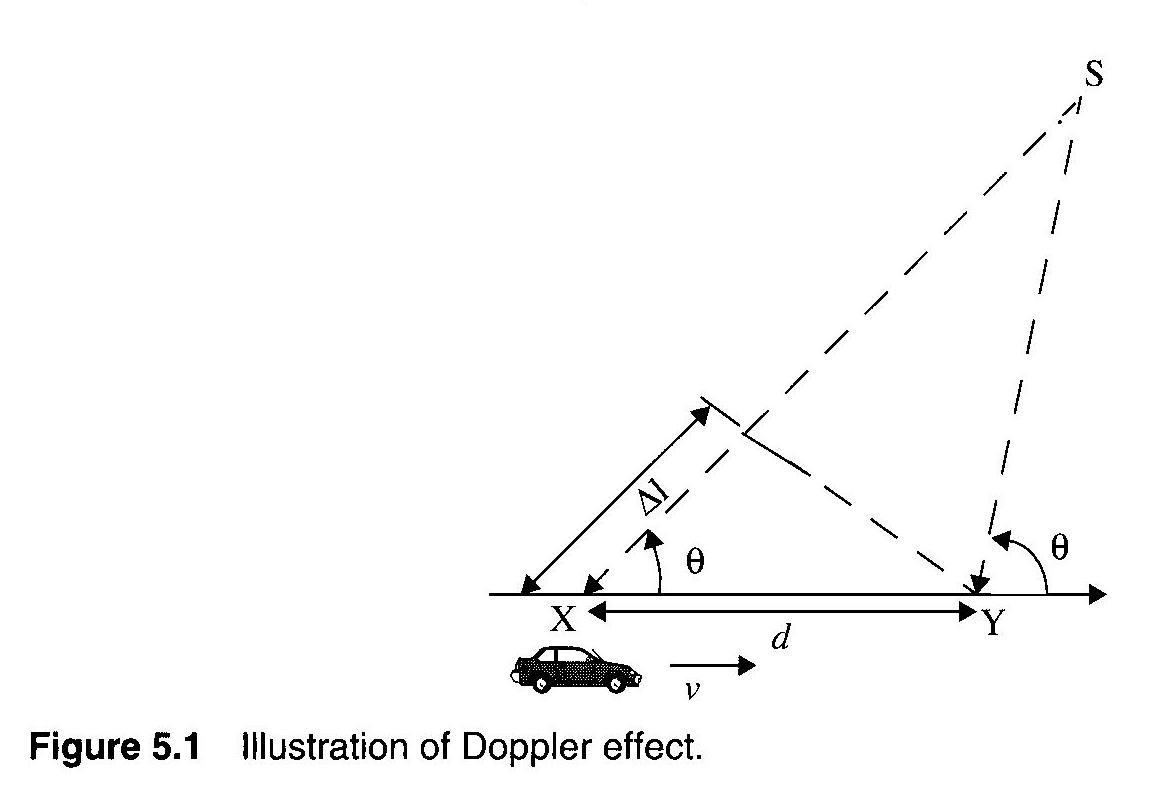 S
Δl
θ
θ
X
Y
d
v
Figure 5.1 Illustration of Doppler effect.